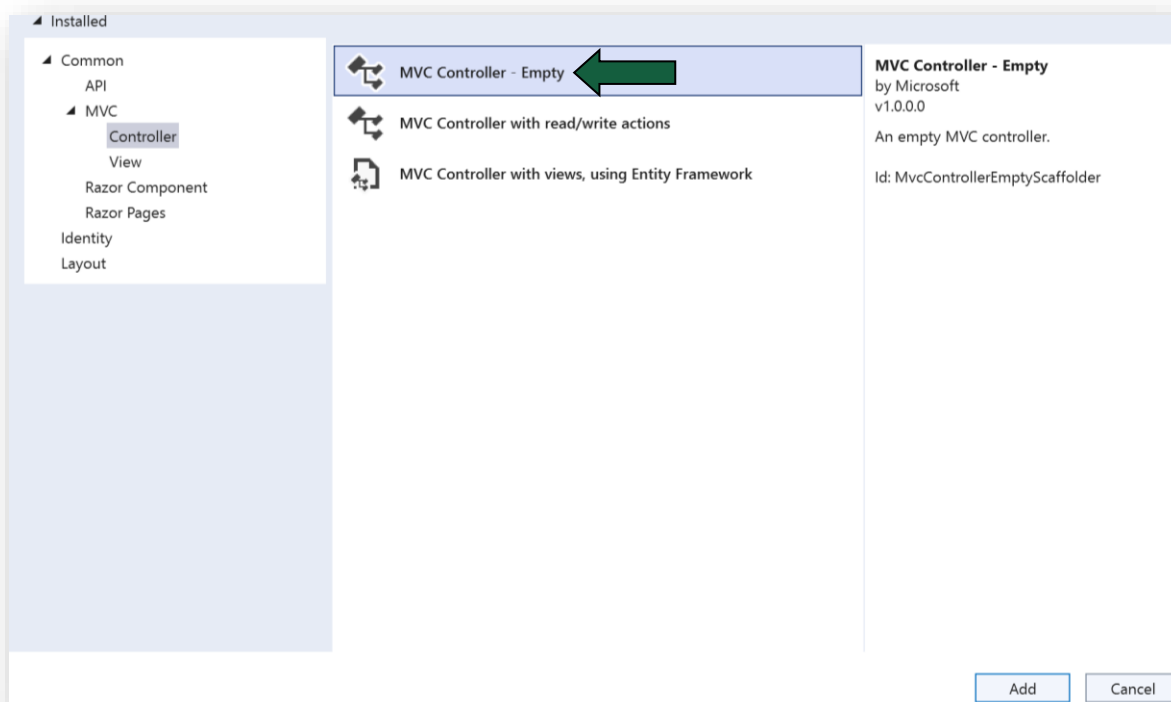 Installed
Common
API
MVC
Controller
View
Razor Component
Razor Pages
Identity
Layout
MVC Controller - Empty
MVC Controller with read/write actions
MVC Controller with views, using Entity Framework
MVC Controller - Empty
by Microsoft
v1.0.0.0
An empty MVC controller.
Id: MvcControllerEmptyScaffolder
Add
Cancel